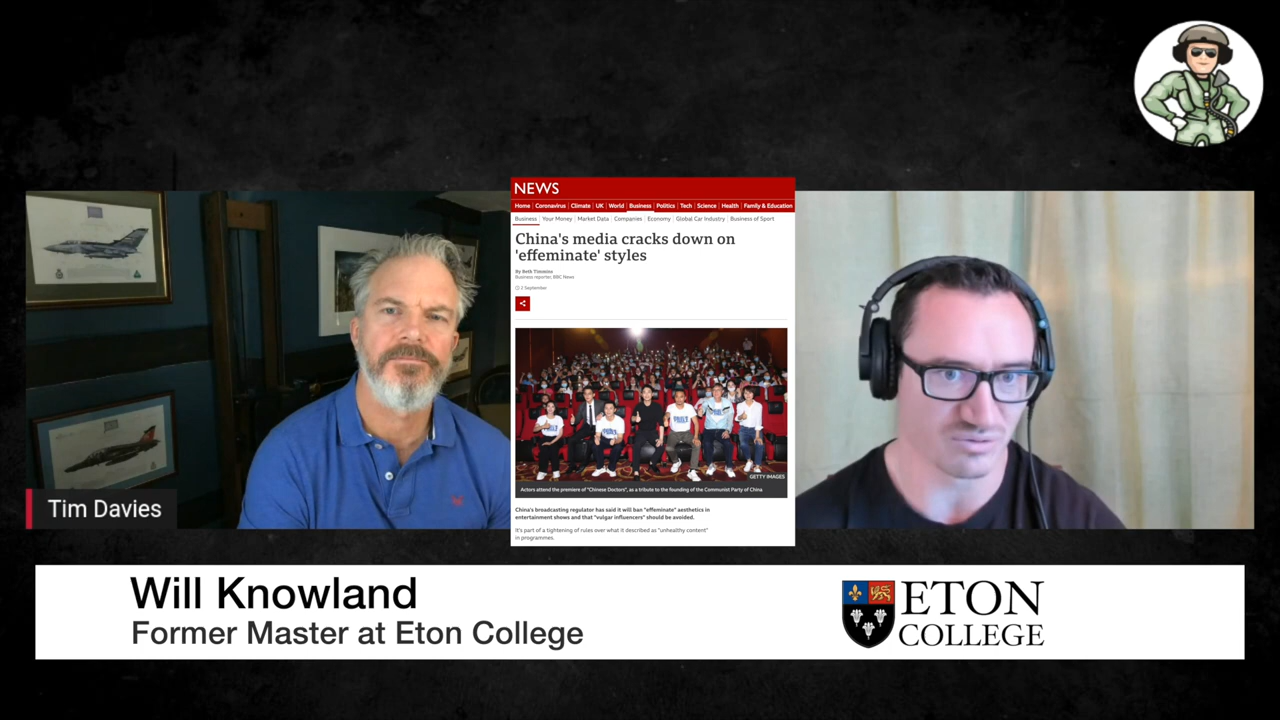 NEWS
Home Coronavirus Climate UK World Business Politics Tech Science Health Family & Education
Business Your Money Market Data Companies Economy Global Car Industry Business of Sport
China's media cracks down on
'effeminate' styles
By Beth Timmins
Business reporter, BBC News
2 September
GETTY IMAGES
Actors attend the premiere of "Chinese Doctors", as a tribute to the founding of the Communist Party of China
China's broadcasting regulator has said it will ban "effeminate" aesthetics in
entertainment shows and that "vulgar influencers" should be avoided.
It's part of a tightening of rules over what it described as "unhealthy content"
in programmes.
Tim Davies
Will Knowland
Former Master at Eton College
ETON
COLLEGE